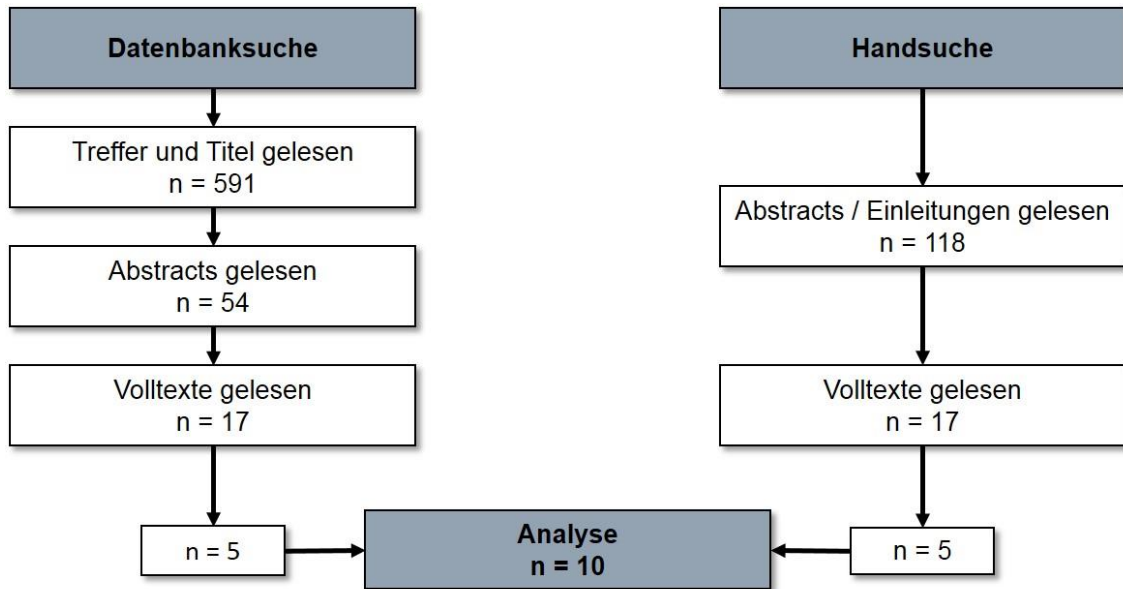 Datenbanksuche
Treffer und Titel gelesen
n = 591
Abstracts gelesen
n = 54
Volltexte gelesen
n = 17
n = 5
Handsuche
Abstracts / Einleitungen gelesen
n = 118
Volltexte gelesen
n = 17
n = 5
Analyse
n = 10